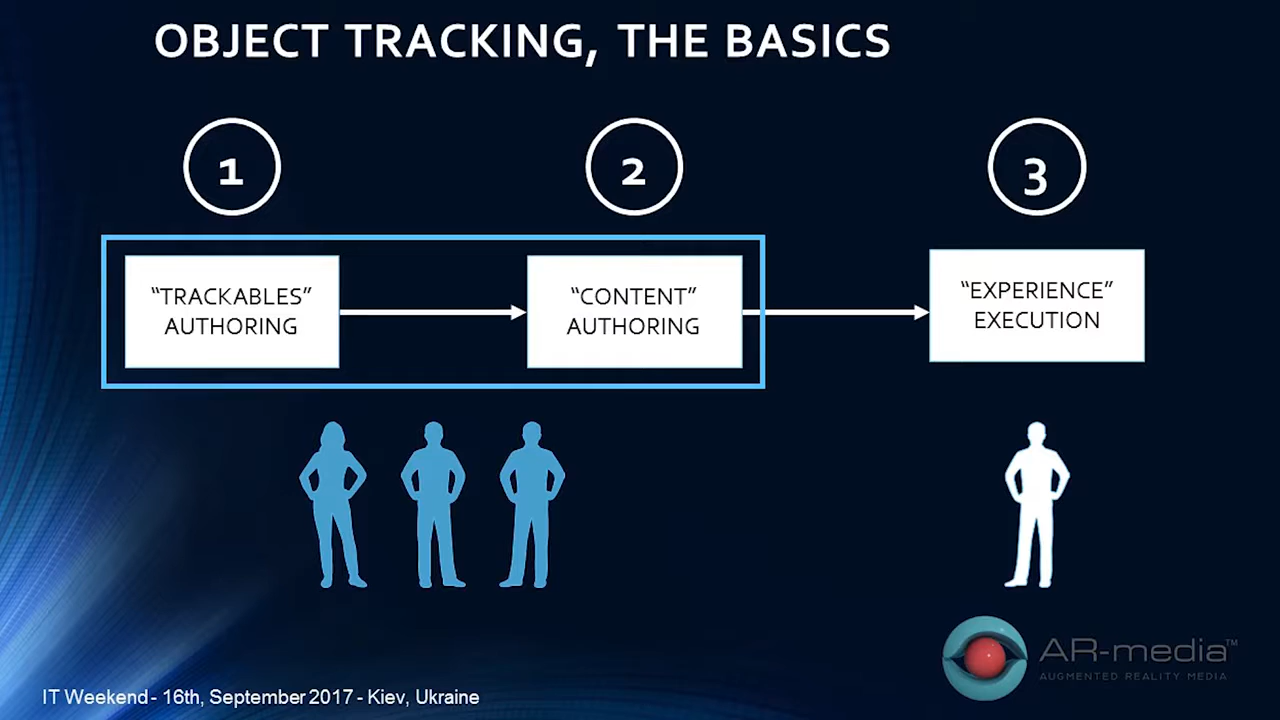 OBJECT TRACKING, THE BASICS
1
2
3
“TRACKABLES”
AUTHORING
“CONTENT”
AUTHORING
“EXPERIENCE”
EXECUTION
AR-media™
AUGMENTED REALITY MEDIA
IT Weekend - 16th, September 2017 - Kiev, Ukraine